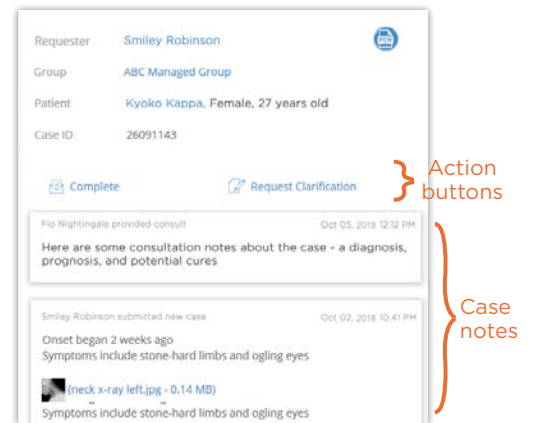 Requester Smiley Robinson
Group ABC Managed Group
Patient Kyoko Kappa, Female, 27 years old
Case ID 26091143
Complete Request Clarification
Action
buttons
Flo Nightingale provided consult Oct 05, 2018 12:12 PM
Here are some consultation notes about the case - a diagnosis,
prognosis, and potential cures
Case
notes
Smiley Robinson submitted new case Oct 02, 2018 10:41 PM
Onset began 2 weeks ago
Symptoms include stone-hard limbs and ogling eyes
(neck x-ray left.jpg - 0.14 MB)
Symptoms include stone-hard limbs and ogling eyes